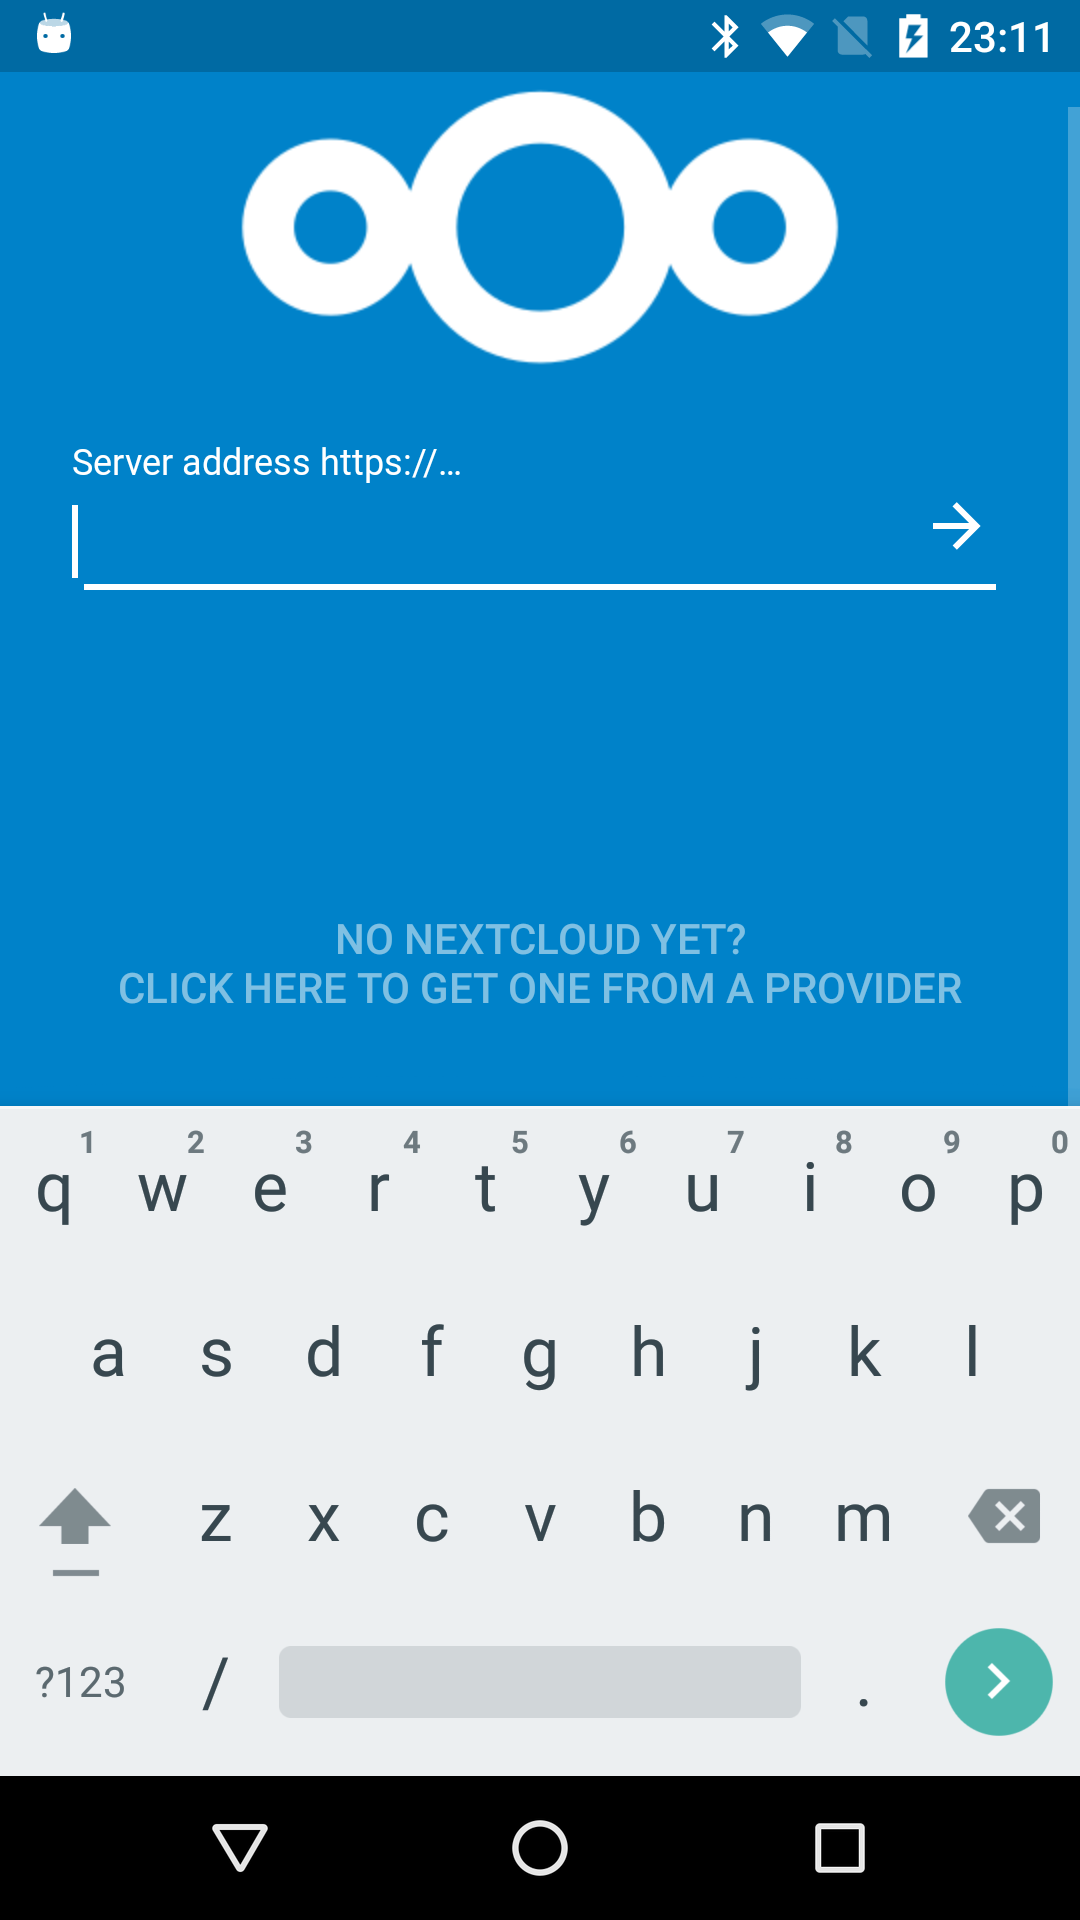 23:11
Server address https://…
NO NEXTCLOUD YET?
CLICK HERE TO GET ONE FROM A PROVIDER
1 2 3 4 5 6 7 8 9 0
q w e r t y u i o p
a s d f g h j k l
z x c v b n m
?123 / .